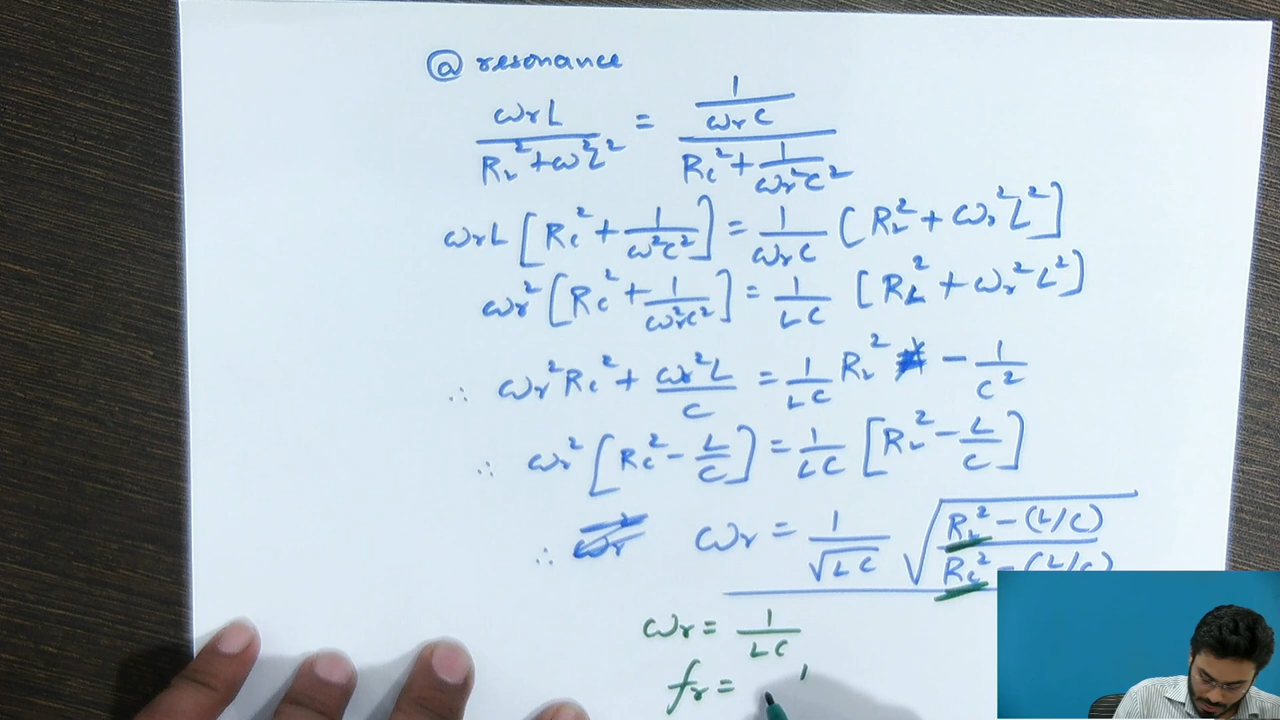 @ resonance
ωrL / (RL² + ω²L²) = (1/(ωrC)) / (RC² + 1/(ωr²C²))
ωrL [RC² + 1/(ω²C²)] = 1/(ωrC) [RL² + ωr²L²]
ωr² [RC² + 1/(ωr²C²)] = 1/(LC) [RL² + ωr²L²]
∴ ωr²RC² + ωr²L/C = 1/(LC) RL² - 1/C²
∴ ωr² [RC² - L/C] = 1/(LC) [RL² - L/C]
∴ ωr = 1/√(LC) √((RL² - (L/C)) / (RC² - (L/C)))
ωr = 1/(LC)
fr =